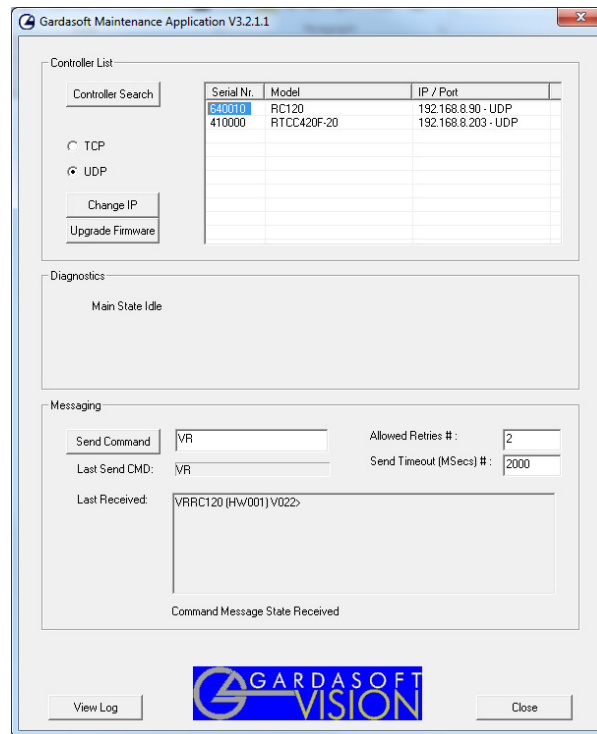 Gardasoft Maintenance Application V3.2.1.1
Controller List
Controller Search
Serial Nr. Model IP / Port
640010 RC120 192.168.8.90 - UDP
410000 RTCC420F-20 192.168.8.203 - UDP
TCP
UDP
Change IP
Upgrade Firmware
Diagnostics
Main State Idle
Messaging
Send Command VR Allowed Retries # : 2
Last Send CMD: VR Send Timeout (MSecs) # : 2000
Last Received: VRRC120 (HW001) V022>
Command Message State Received
View Log
GARDASOFT
VISION
Close